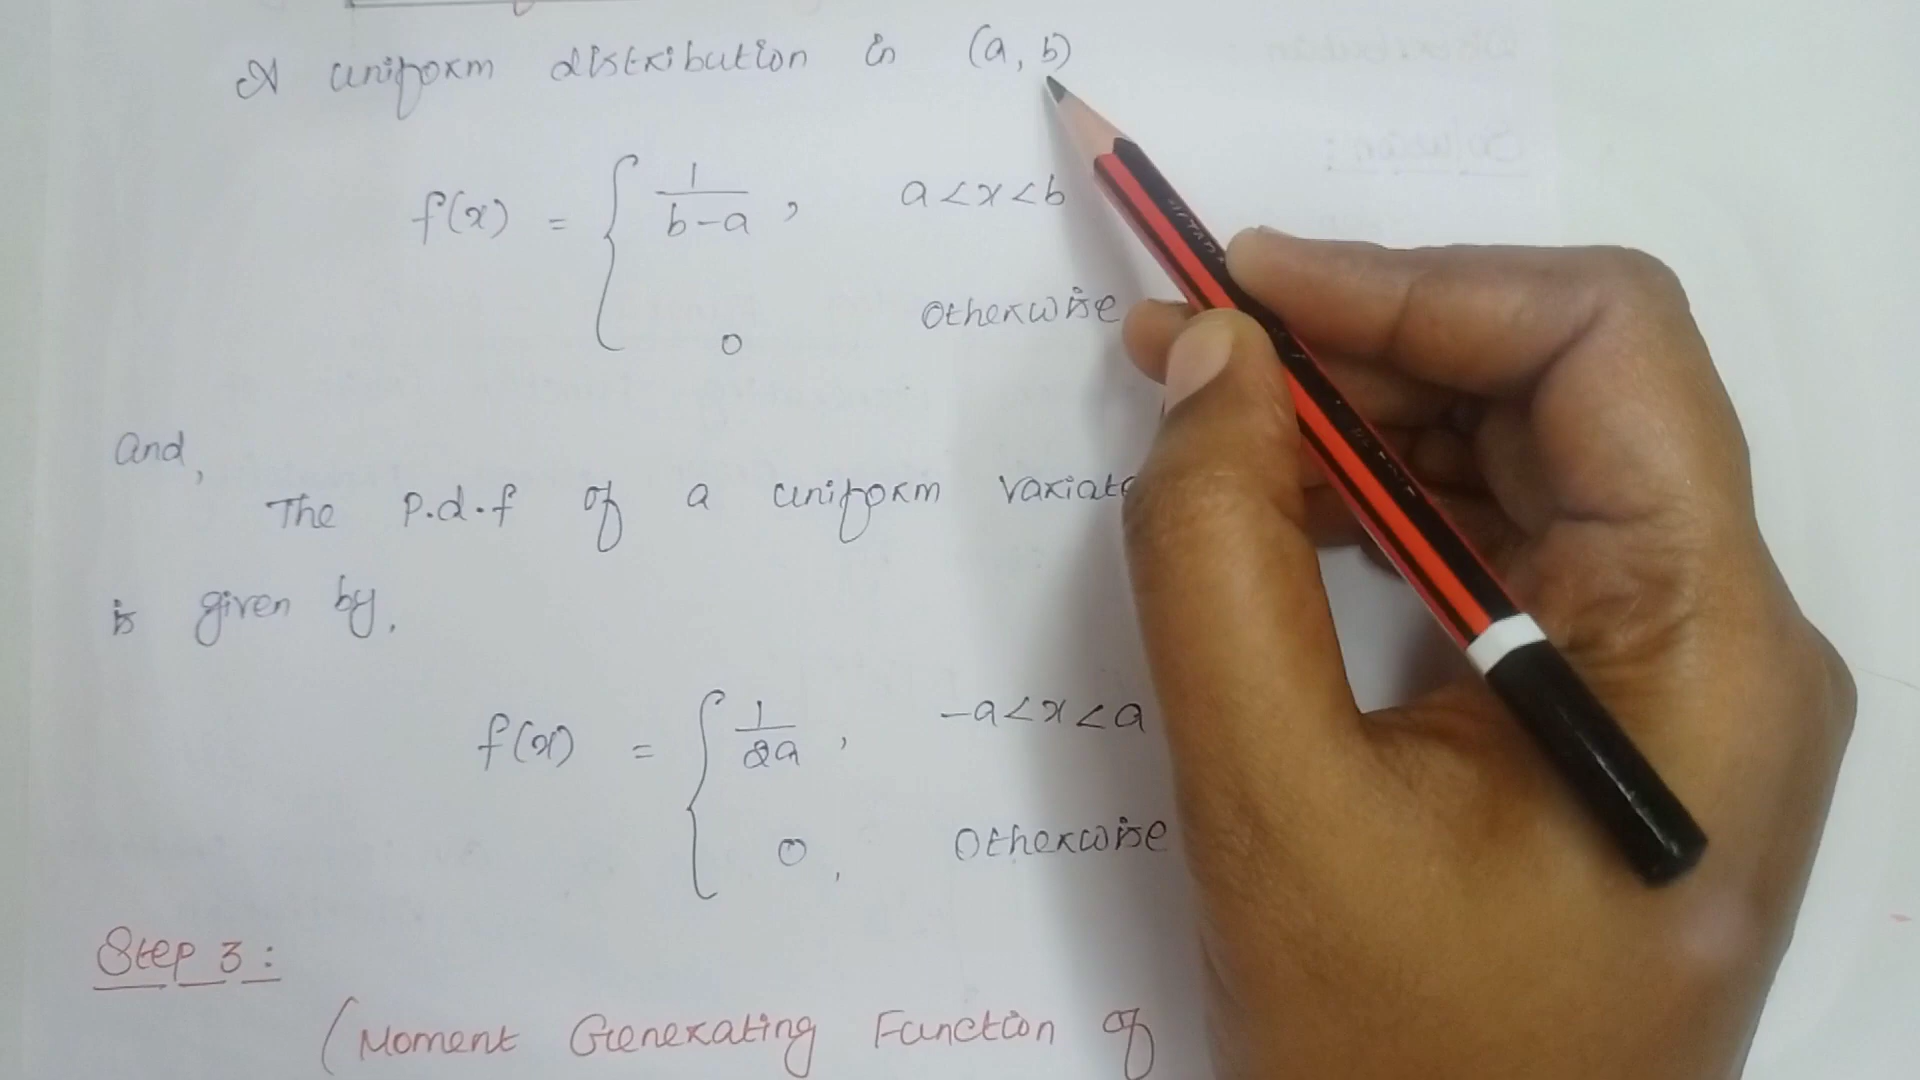 A uniform distribution in (a, b)
f(x) = { 1/(b-a) , a<x<b
0 otherwise
and,
The P.d.f of a uniform variate
is given by,
f(x) = { 1/2a , -a<x<a
0 , otherwise
Step 3 :
(Moment Generating Function of